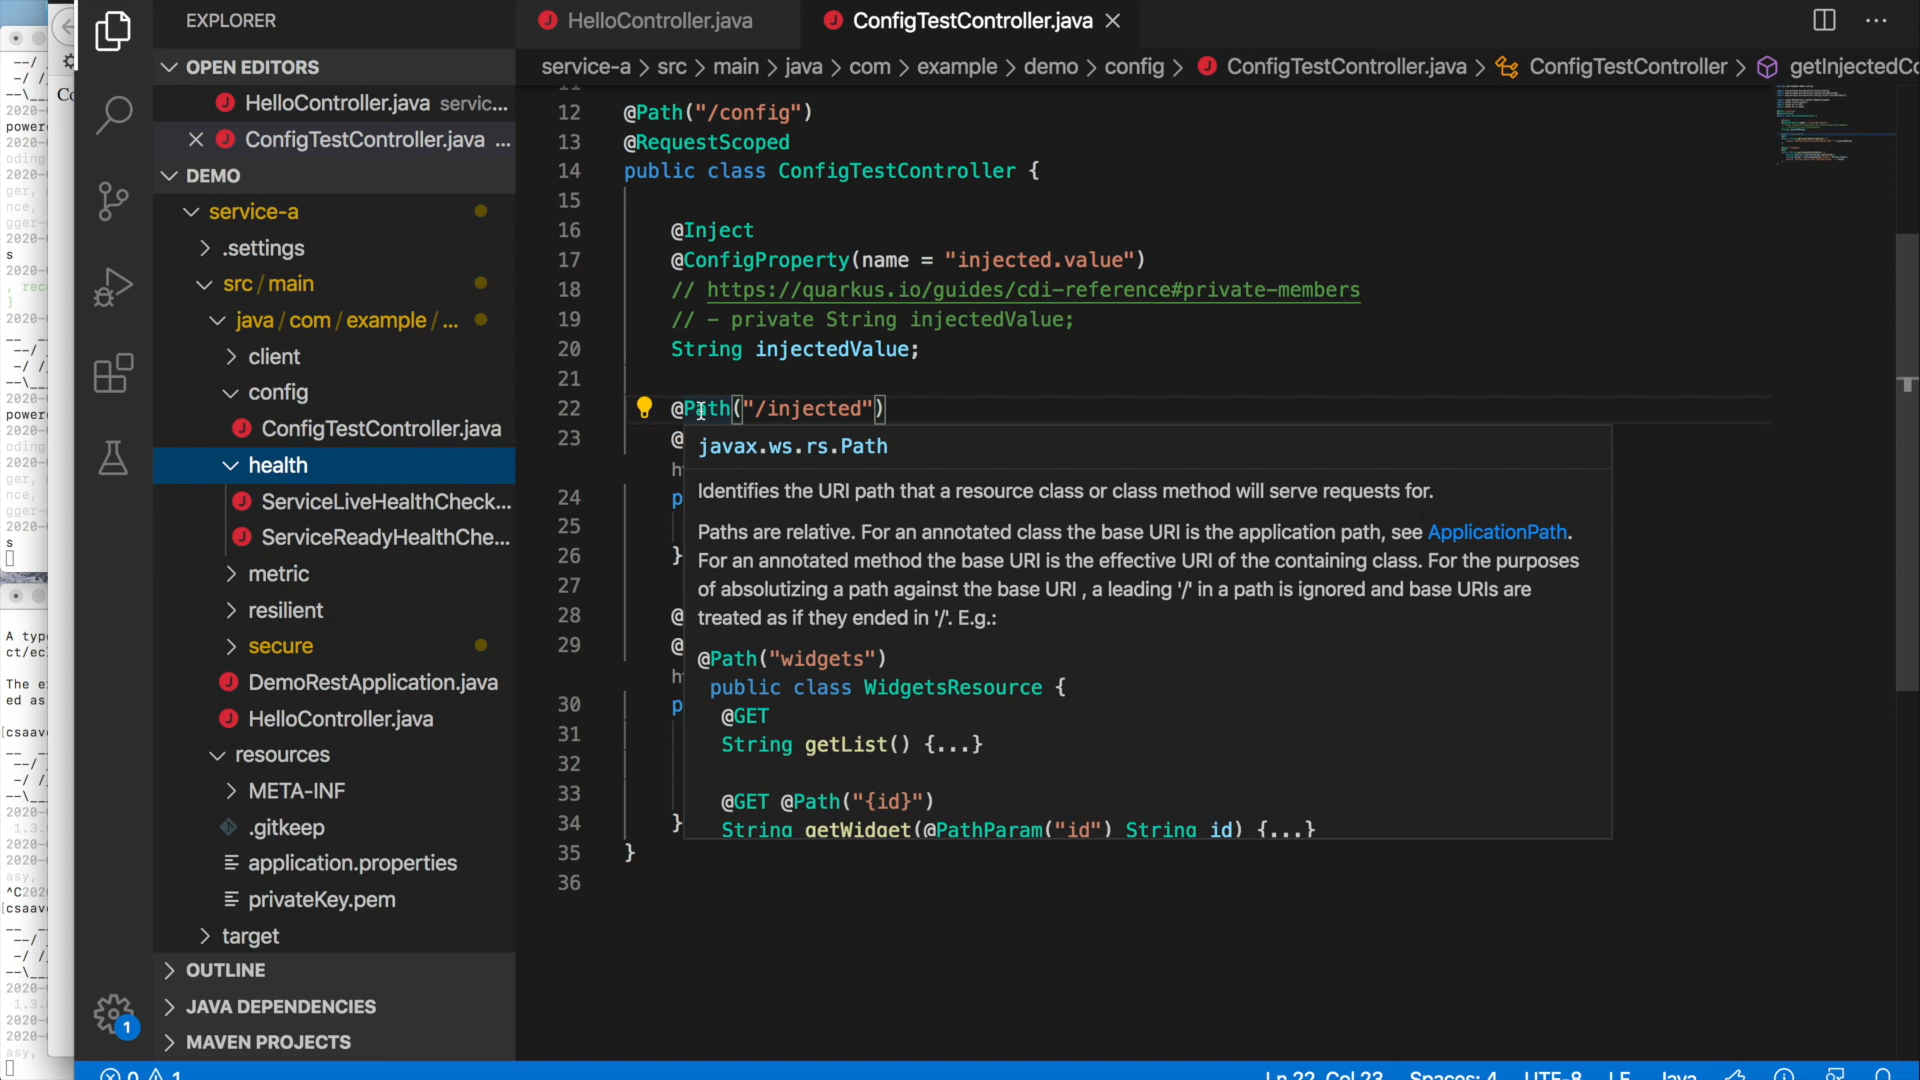 EXPLORER
OPEN EDITORS
HelloController.java servic...
ConfigTestController.java ...
DEMO
service-a
.settings
src / main
java / com / example / ...
client
config
ConfigTestController.java
health
ServiceLiveHealthCheck...
ServiceReadyHealthChe...
metric
resilient
secure
DemoRestApplication.java
HelloController.java
resources
META-INF
.gitkeep
application.properties
privateKey.pem
target
OUTLINE
JAVA DEPENDENCIES
MAVEN PROJECTS
1
HelloController.java
ConfigTestController.java
service-a > src > main > java > com > example > demo > config > ConfigTestController.java > ConfigTestController > getInjectedCo
12 @Path("/config")
13 @RequestScoped
14 public class ConfigTestController {
15
16 @Inject
17 @ConfigProperty(name = "injected.value")
18 // https://quarkus.io/guides/cdi-reference#private-members
19 // - private String injectedValue;
20 String injectedValue;
21
22 @Path("/injected")
23 @
24 p
25
26 }
27
28 @
29 @
30 p
31
32
33
34 }
35 }
36
javax.ws.rs.Path
Identifies the URI path that a resource class or class method will serve requests for.
Paths are relative. For an annotated class the base URI is the application path, see ApplicationPath.
For an annotated method the base URI is the effective URI of the containing class. For the purposes
of absolutizing a path against the base URI , a leading '/' in a path is ignored and base URIs are
treated as if they ended in '/'. E.g.:
@Path("widgets")
public class WidgetsResource {
@GET
String getList() {...}
@GET @Path("{id}")
String getWidget(@PathParam("id") String id) {...}
0 1
Ln 22, Col 23 Spaces: 4 UTF-8 LF Java